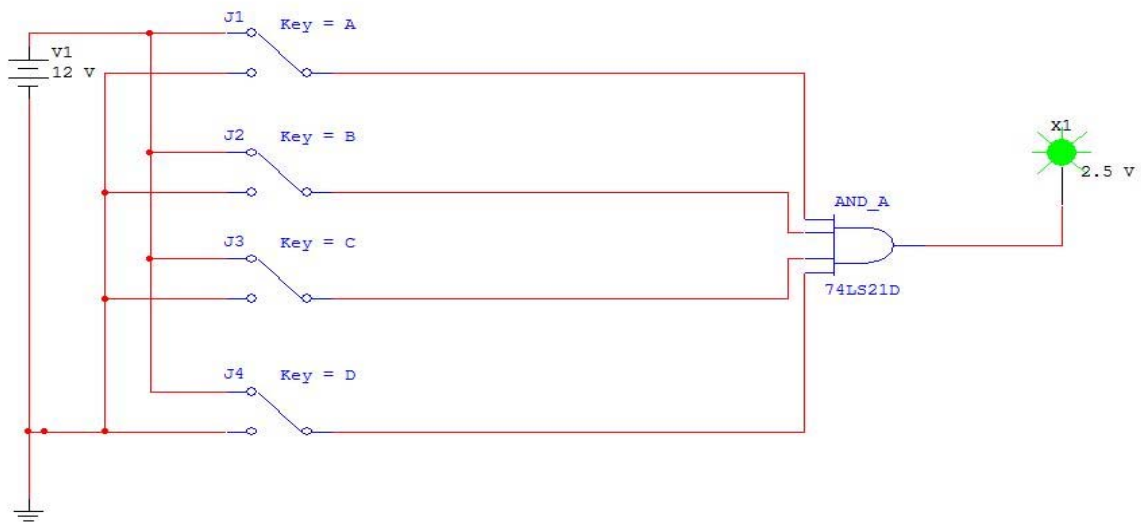 J1 Key = A
V1
12 V
J2 Key = B
X1
2.5 V
AND_A
J3 Key = C
74LS21D
J4 Key = D